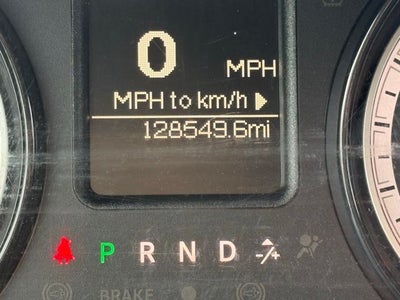 0 MPH
MPH to km/h
128549.6mi
P R N D -/+
BRAKE